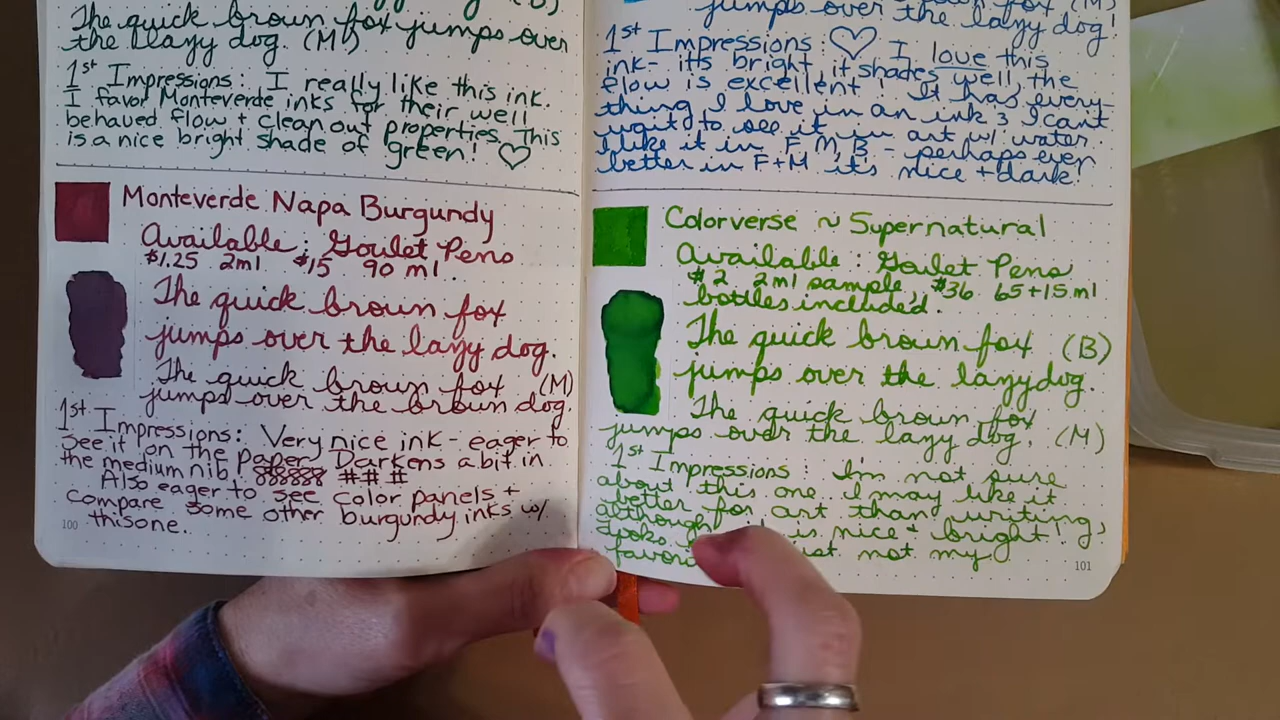 The quick brown fox jumps over
the lazy dog. (M)
1st Impressions: I really like this ink.
I favor Monteverde inks for their well
behaved flow + clean out properties. This
is a nice bright shade of green! ♡
Monteverde Napa Burgundy
Available: Goulet Pens
$1.25 2ml $15 90 ml.
The quick brown fox
jumps over the lazy dog.
The quick brown fox (M)
jumps over the brown dog.
1st Impressions: Very nice ink - eager to
see it on the paper. Darkens a bit in
the medium nib. 88888888 ###
Also eager to see color panels +
compare some other burgundy inks w/
this one.
100
jumps over the lazy dog!
1st Impressions: ♡ I love this
ink- it's bright, it shades well, the
flow is excellent! It has every-
thing I love in an ink & I can't
wait to see it in art w/ water.
I like it in F, M, B - perhaps even
better in F+M it's nice + dark!
Colorverse ~ Supernatural
Available: Goulet Pens
$2 2ml sample, $36 65+15 ml
bottles included.
The quick brown fox (B)
jumps over the lazy dog.
The quick brown fox
jumps over the lazy dog. (M)
1st Impressions: I'm not sure
about this one. I may like it
better for art than writing,
although is nice + bright!
just not my
101